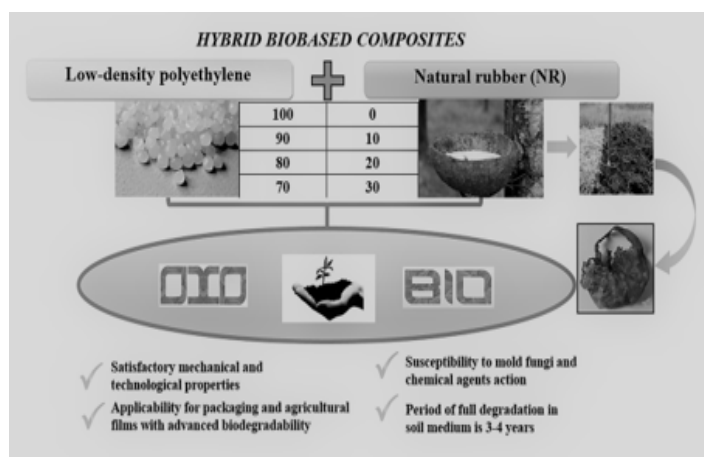 HYBRID BIOBASED COMPOSITES
Low-density polyethylene
Natural rubber (NR)
100 0
90 10
80 20
70 30
OXO
BIO
Satisfactory mechanical and
technological properties
Susceptibility to mold fungi and
chemical agents action
Applicability for packaging and agricultural
films with advanced biodegradability
Period of full degradation in
soil medium is 3-4 years